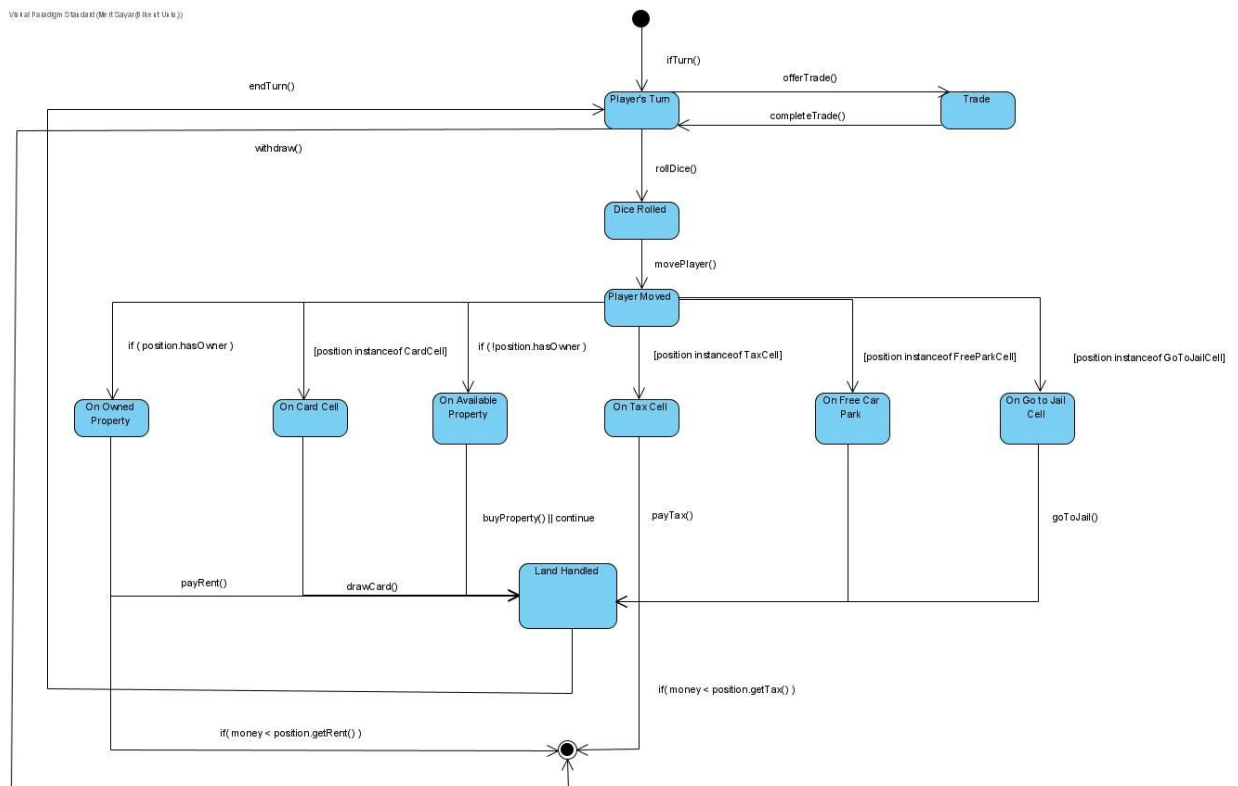 Visual Paradigm Standard(Mert Sayar(Bilkent Univ.))
ifTurn()
endTurn()
offerTrade()
Player's Turn
Trade
completeTrade()
withdraw()
rollDice()
Dice Rolled
movePlayer()
Player Moved
if ( position.hasOwner )
[position instanceof CardCell]
if ( !position.hasOwner )
[position instanceof TaxCell]
[position instanceof FreeParkCell]
[position instanceof GoToJailCell]
On Owned
Property
On Card Cell
On Available
Property
On Tax Cell
On Free Car
Park
On Go to Jail
Cell
buyProperty() || continue
payTax()
goToJail()
Land Handled
payRent()
drawCard()
if( money < position.getTax() )
if( money < position.getRent() )